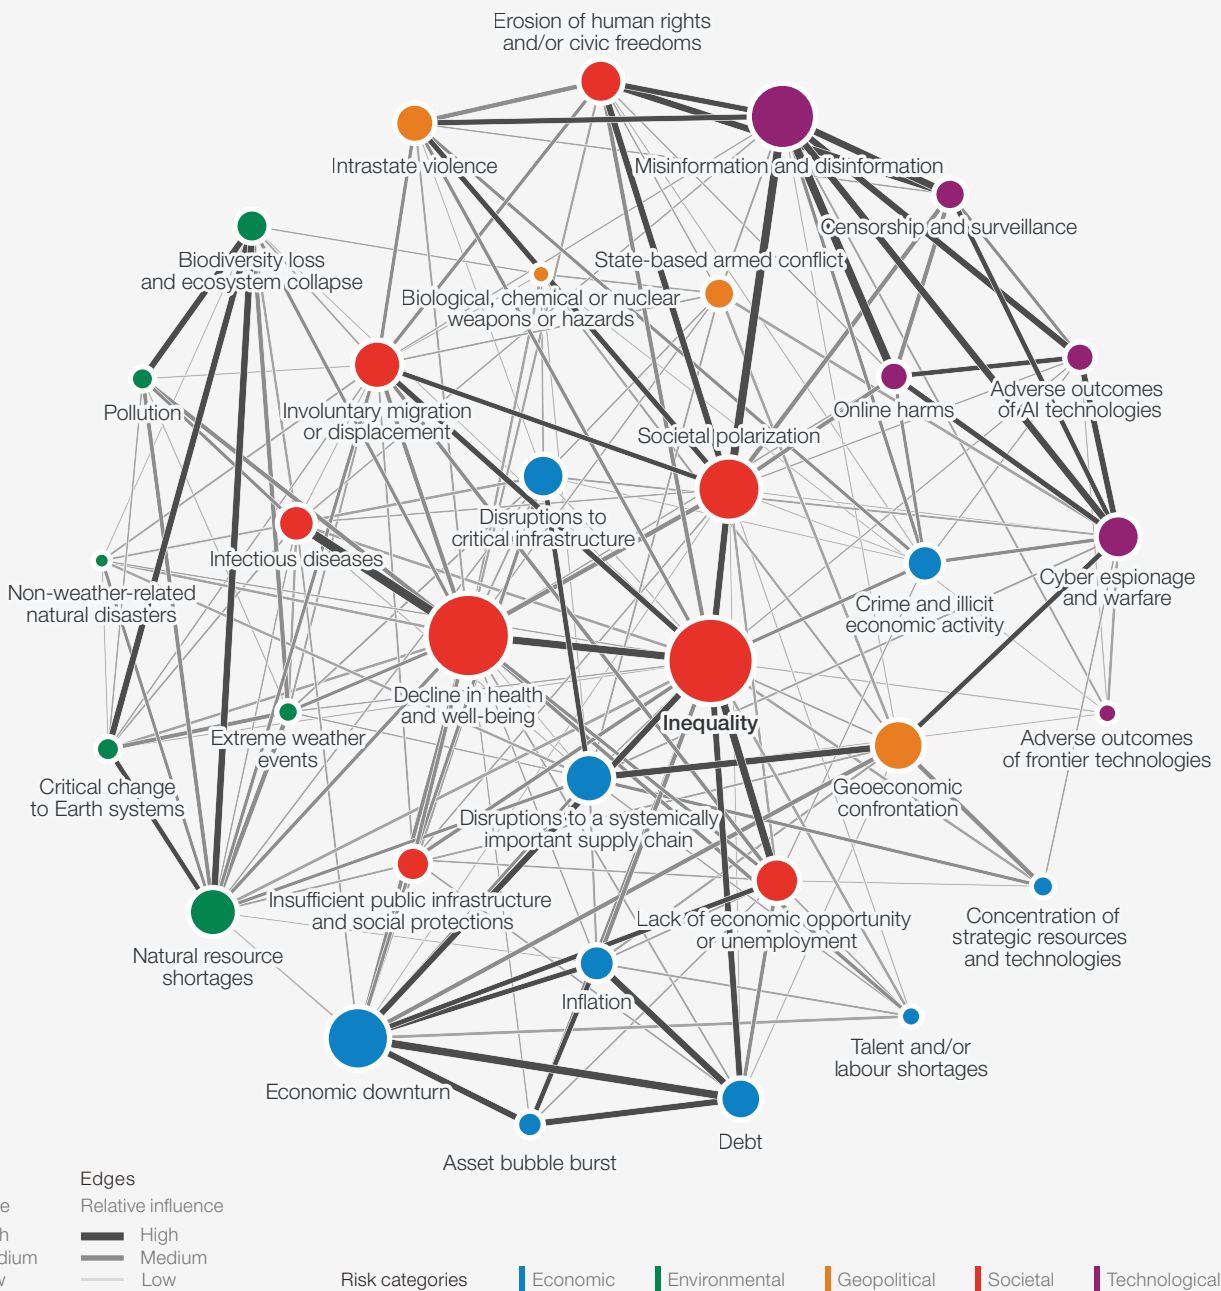 Erosion of human rights
and/or civic freedoms
Intrastate violence
Misinformation and disinformation
Censorship and surveillance
Biodiversity loss
and ecosystem collapse
State-based armed conflict
Biological, chemical or nuclear
weapons or hazards
Pollution
Involuntary migration
or displacement
Online harms
Adverse outcomes
of AI technologies
Societal polarization
Disruptions to
critical infrastructure
Infectious diseases
Non-weather-related
natural disasters
Crime and illicit
economic activity
Cyber espionage
and warfare
Decline in health
and well-being
Inequality
Extreme weather
events
Adverse outcomes
of frontier technologies
Critical change
to Earth systems
Geoeconomic
confrontation
Disruptions to a systemically
important supply chain
Insufficient public infrastructure
and social protections
Lack of economic opportunity
or unemployment
Concentration of
strategic resources
and technologies
Natural resource
shortages
Inflation
Talent and/or
labour shortages
Economic downturn
Debt
Asset bubble burst
Edges
Relative influence
High
Medium
Low
Risk categories
Economic
Environmental
Geopolitical
Societal
Technological